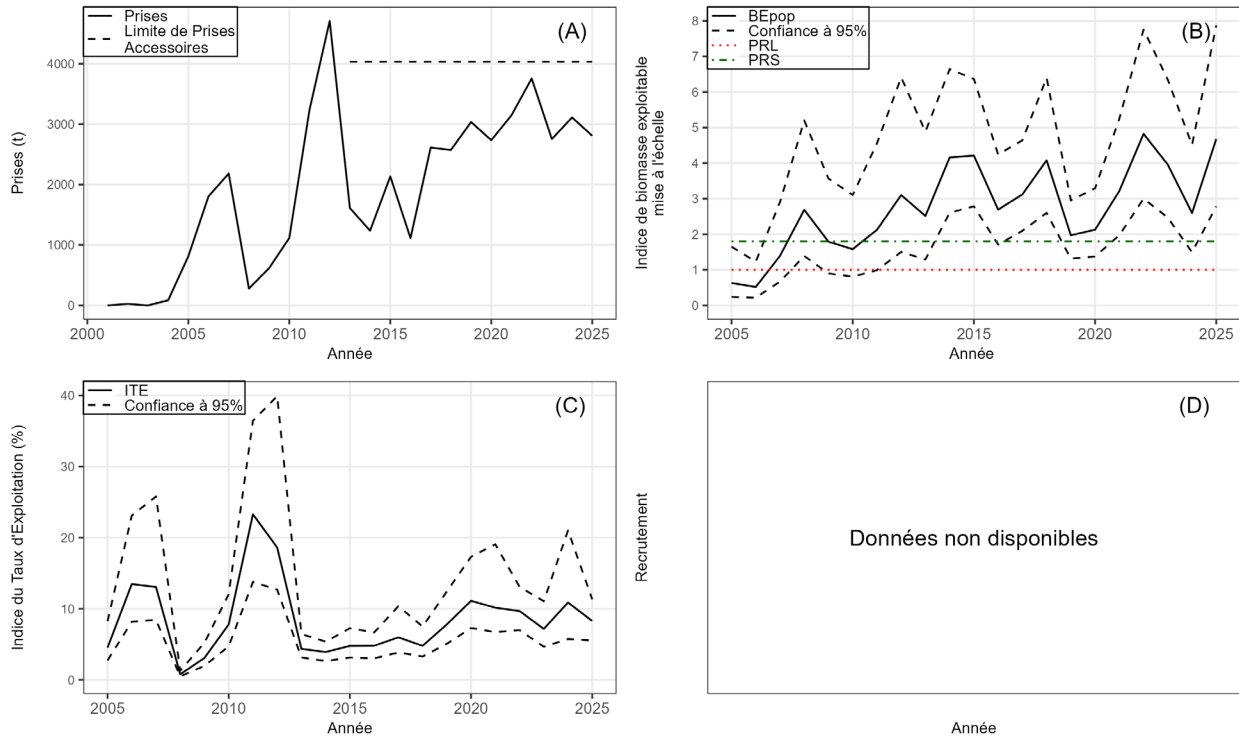 Prises
Limite de Prises
Accessoires
(A)
Prises (t)
4000
3000
2000
1000
0
2000
2005
2010
2015
2020
2025
Année
BEpop
Confiance à 95%
PRL
PRS
(B)
Indice de biomasse exploitable
mise à l'échelle
8
7
6
5
4
3
2
1
0
2005
2010
2015
2020
2025
Année
ITE
Confiance à 95%
(C)
Indice du Taux d'Exploitation (%)
40
30
20
10
0
2005
2010
2015
2020
2025
Année
(D)
Recrutement
Données non disponibles
Année